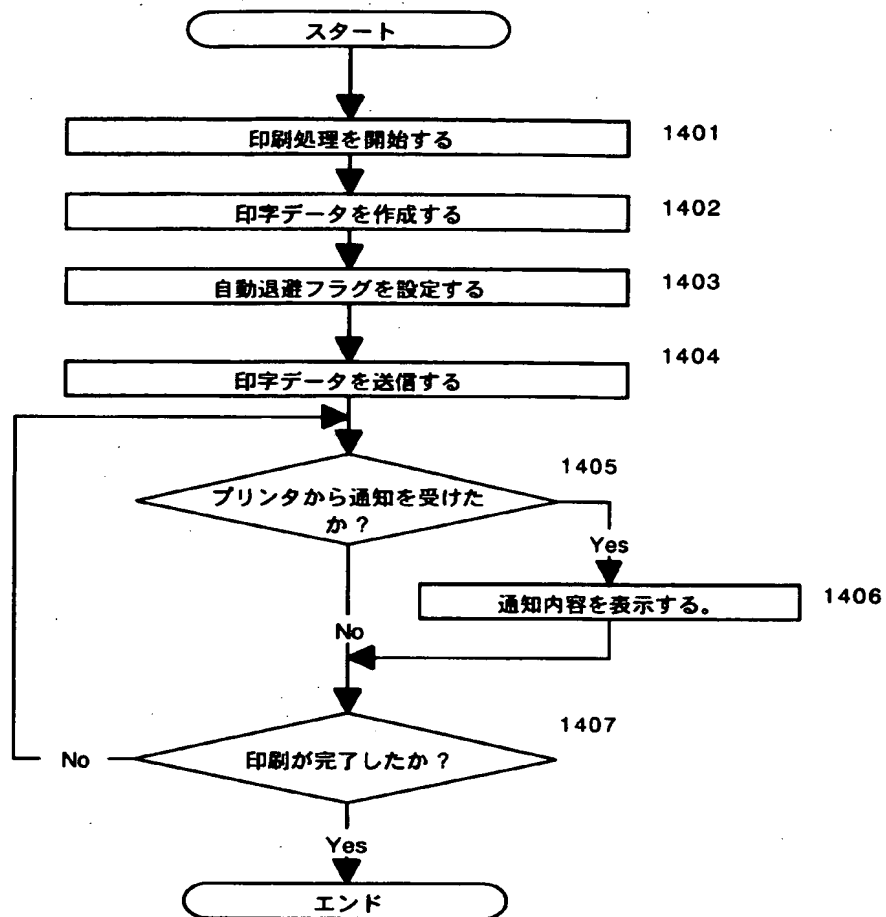 スタート
印刷処理を開始する
1401
印字データを作成する
1402
自動退避フラグを設定する
1403
1404
印字データを送信する
1405
プリンタから通知を受けた
か？
Yes
通知内容を表示する。
1406
No
1407
印刷が完了したか？
No
Yes
エンド